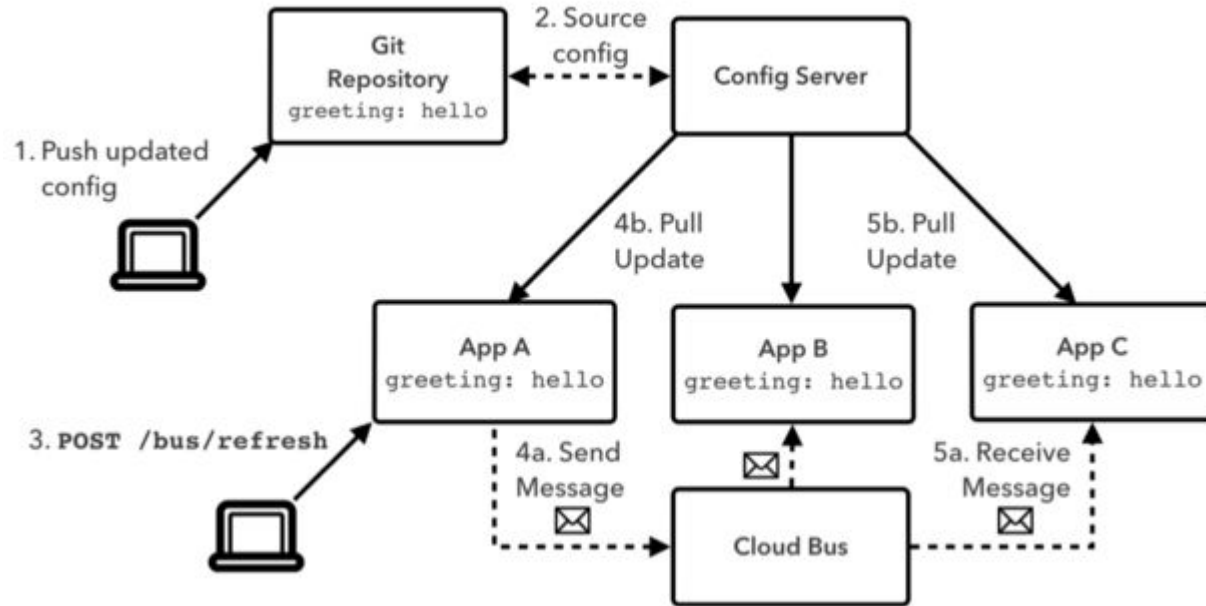 Git
Repository
greeting: hello
2. Source
config
Config Server
1. Push updated
config
4b. Pull
Update
5b. Pull
Update
App A
greeting: hello
App B
greeting: hello
App C
greeting: hello
3. POST /bus/refresh
4a. Send
Message
5a. Receive
Message
Cloud Bus